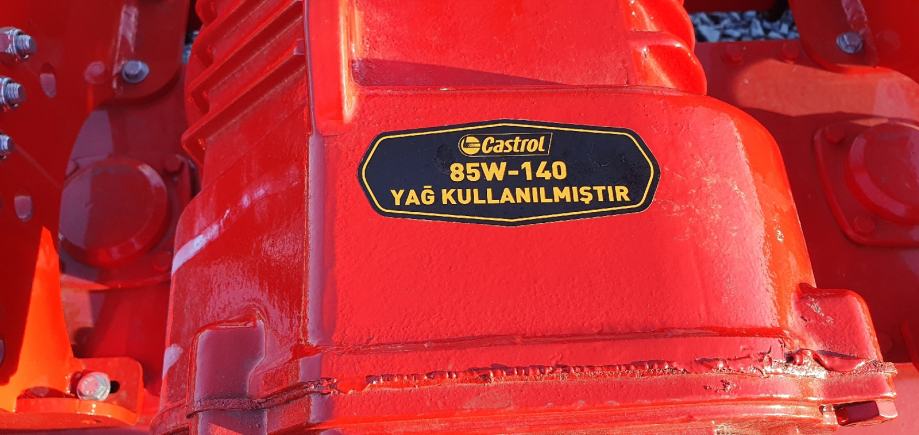 Castrol
85W-140
YAĞ KULLANILMIŞTIR